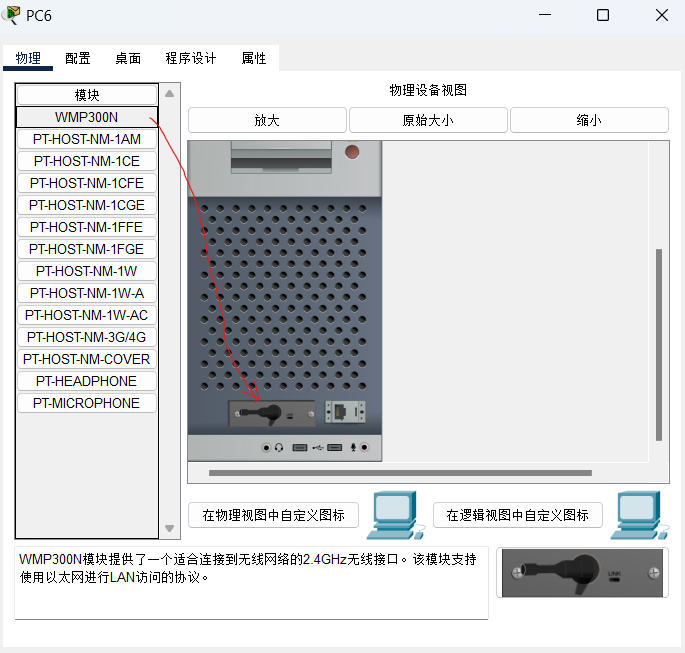 PC6
物理 配置 桌面 程序设计 属性
模块
WMP300N
PT-HOST-NM-1AM
PT-HOST-NM-1CE
PT-HOST-NM-1CFE
PT-HOST-NM-1CGE
PT-HOST-NM-1FFE
PT-HOST-NM-1FGE
PT-HOST-NM-1W
PT-HOST-NM-1W-A
PT-HOST-NM-1W-AC
PT-HOST-NM-3G/4G
PT-HOST-NM-COVER
PT-HEADPHONE
PT-MICROPHONE
物理设备视图
放大 原始大小 缩小
在物理视图中自定义图标 在逻辑视图中自定义图标
WMP300N模块提供了一个适合连接到无线网络的2.4GHz无线接口。该模块支持
使用以太网进行LAN访问的协议。
LINK